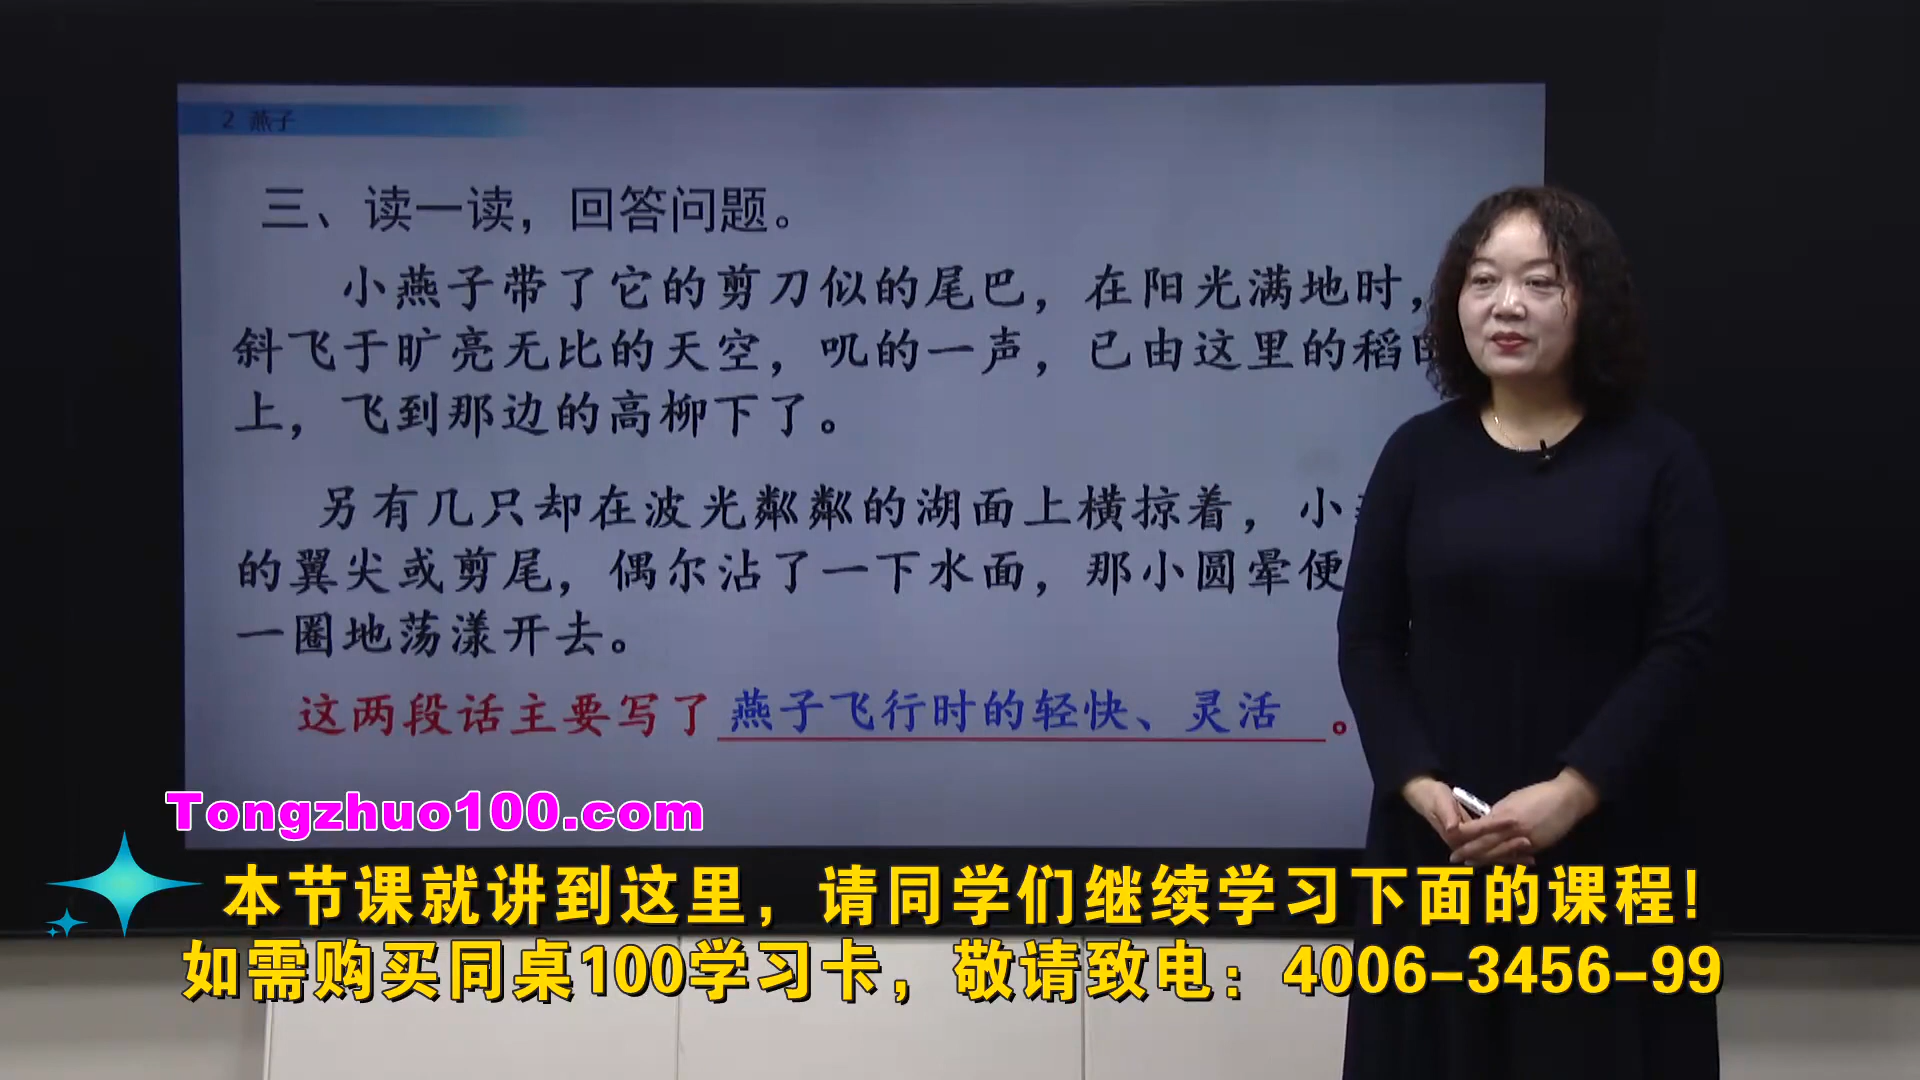 2 燕子
三、读一读，回答问题。
小燕子带了它的剪刀似的尾巴，在阳光满地时，
斜飞于旷亮无比的天空，叽的一声，已由这里的稻田
上，飞到那边的高柳下了。
另有几只却在波光粼粼的湖面上横掠着，小
的翼尖或剪尾，偶尔沾了一下水面，那小圆晕便
一圈地荡漾开去。
这两段话主要写了 燕子飞行时的轻快、灵活 。
Tongzhuo100.com
本节课就讲到这里，请同学们继续学习下面的课程！
如需购买同桌100学习卡，敬请致电：4006-3456-99